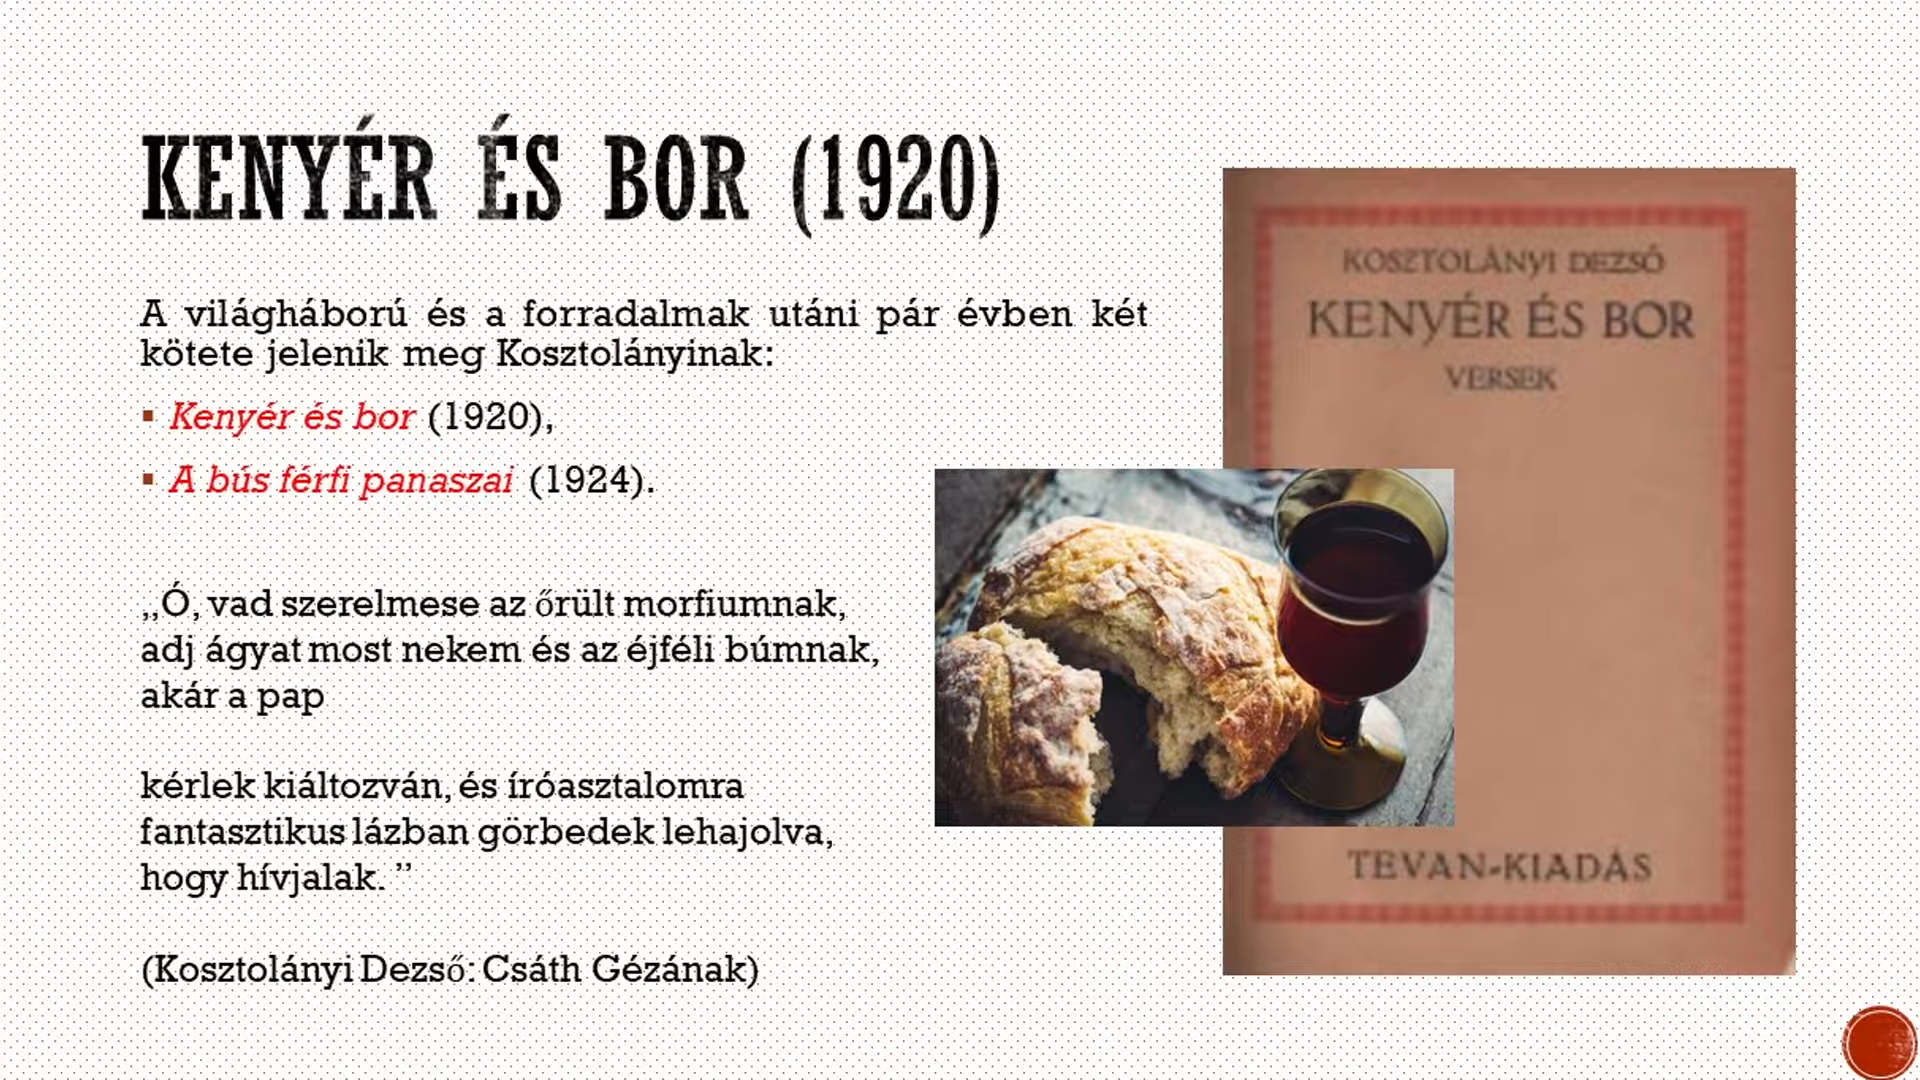 KENYÉR ÉS BOR (1920)
A világháború és a forradalmak utáni pár évben két
kötete jelenik meg Kosztolányinak:
▪ Kenyér és bor (1920),
▪ A bús férfi panaszai (1924).
„Ó, vad szerelmese az őrült morfiumnak,
adj ágyat most nekem és az éjféli búmnak,
akár a pap
kérlek kiáltozván, és íróasztalomra
fantasztikus lázban görbedek lehajolva,
hogy hívjalak. ”
(Kosztolányi Dezső: Csáth Gézának)
KOSZTOLÁNYI DEZSŐ
KENYÉR ÉS BOR
VERSEK
TEVAN-KIADÁS